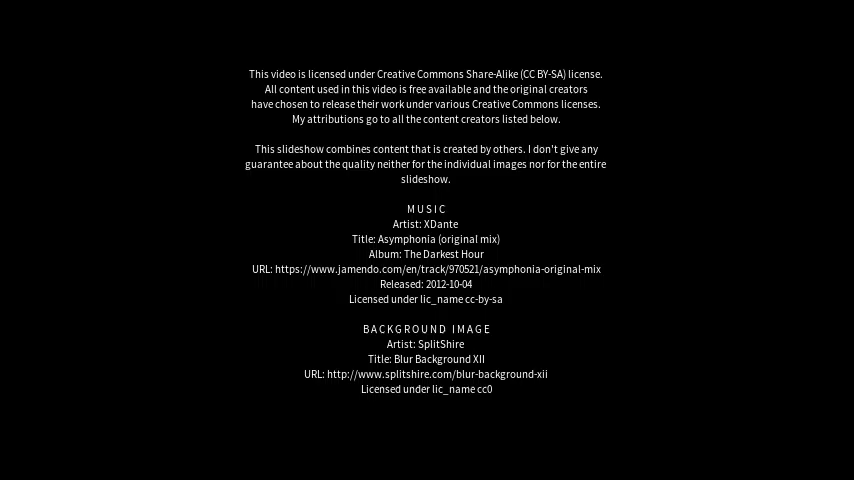 This video is licensed under Creative Commons Share-Alike (CC BY-SA) license.
All content used in this video is free available and the original creators
have chosen to release their work under various Creative Commons licenses.
My attributions go to all the content creators listed below.
This slideshow combines content that is created by others. I don't give any
guarantee about the quality neither for the individual images nor for the entire
slideshow.
MUSIC
Artist: XDante
Title: Asymphonia (original mix)
Album: The Darkest Hour
URL: https://www.jamendo.com/en/track/970521/asymphonia-original-mix
Released: 2012-10-04
Licensed under lic_name cc-by-sa
BACKGROUND IMAGE
Artist: SplitShire
Title: Blur Background XII
URL: http://www.splitshire.com/blur-background-xii
Licensed under lic_name cc0